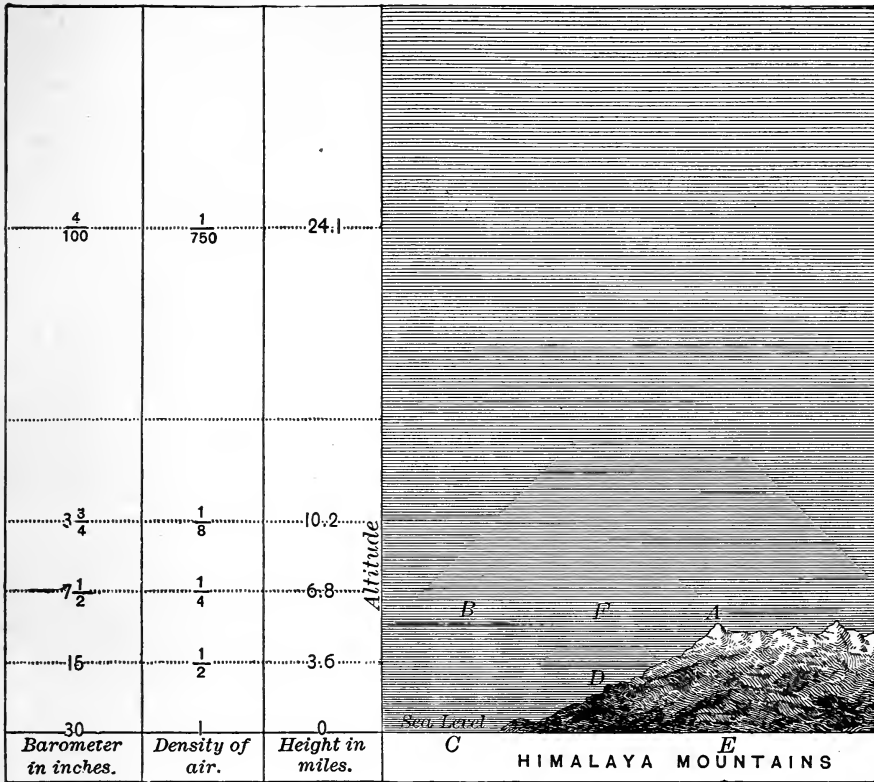 4/100 1/750 24.1
3 3/4 1/8 10.2
Altitude
7 1/2 1/4 6.8
B F A
15 1/2 3.6
D
Sea Level
30 1 0
Barometer in inches.
Density of air.
Height in miles.
C E
HIMALAYA MOUNTAINS